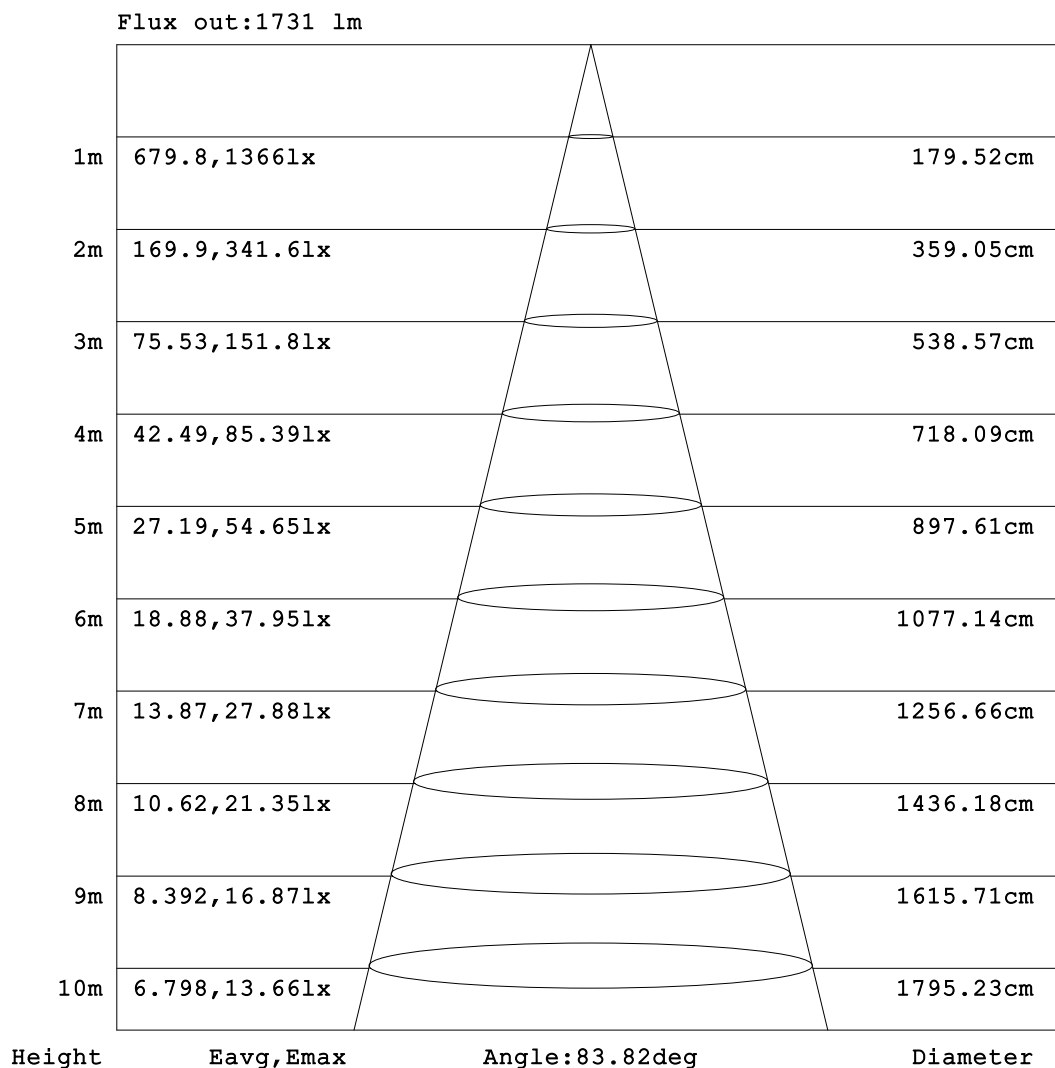 Flux out:1731 lm
1m 679.8,1366lx 179.52cm
2m 169.9,341.6lx 359.05cm
3m 75.53,151.8lx 538.57cm
4m 42.49,85.39lx 718.09cm
5m 27.19,54.65lx 897.61cm
6m 18.88,37.95lx 1077.14cm
7m 13.87,27.88lx 1256.66cm
8m 10.62,21.35lx 1436.18cm
9m 8.392,16.87lx 1615.71cm
10m 6.798,13.66lx 1795.23cm
Height Eavg,Emax Angle:83.82deg Diameter